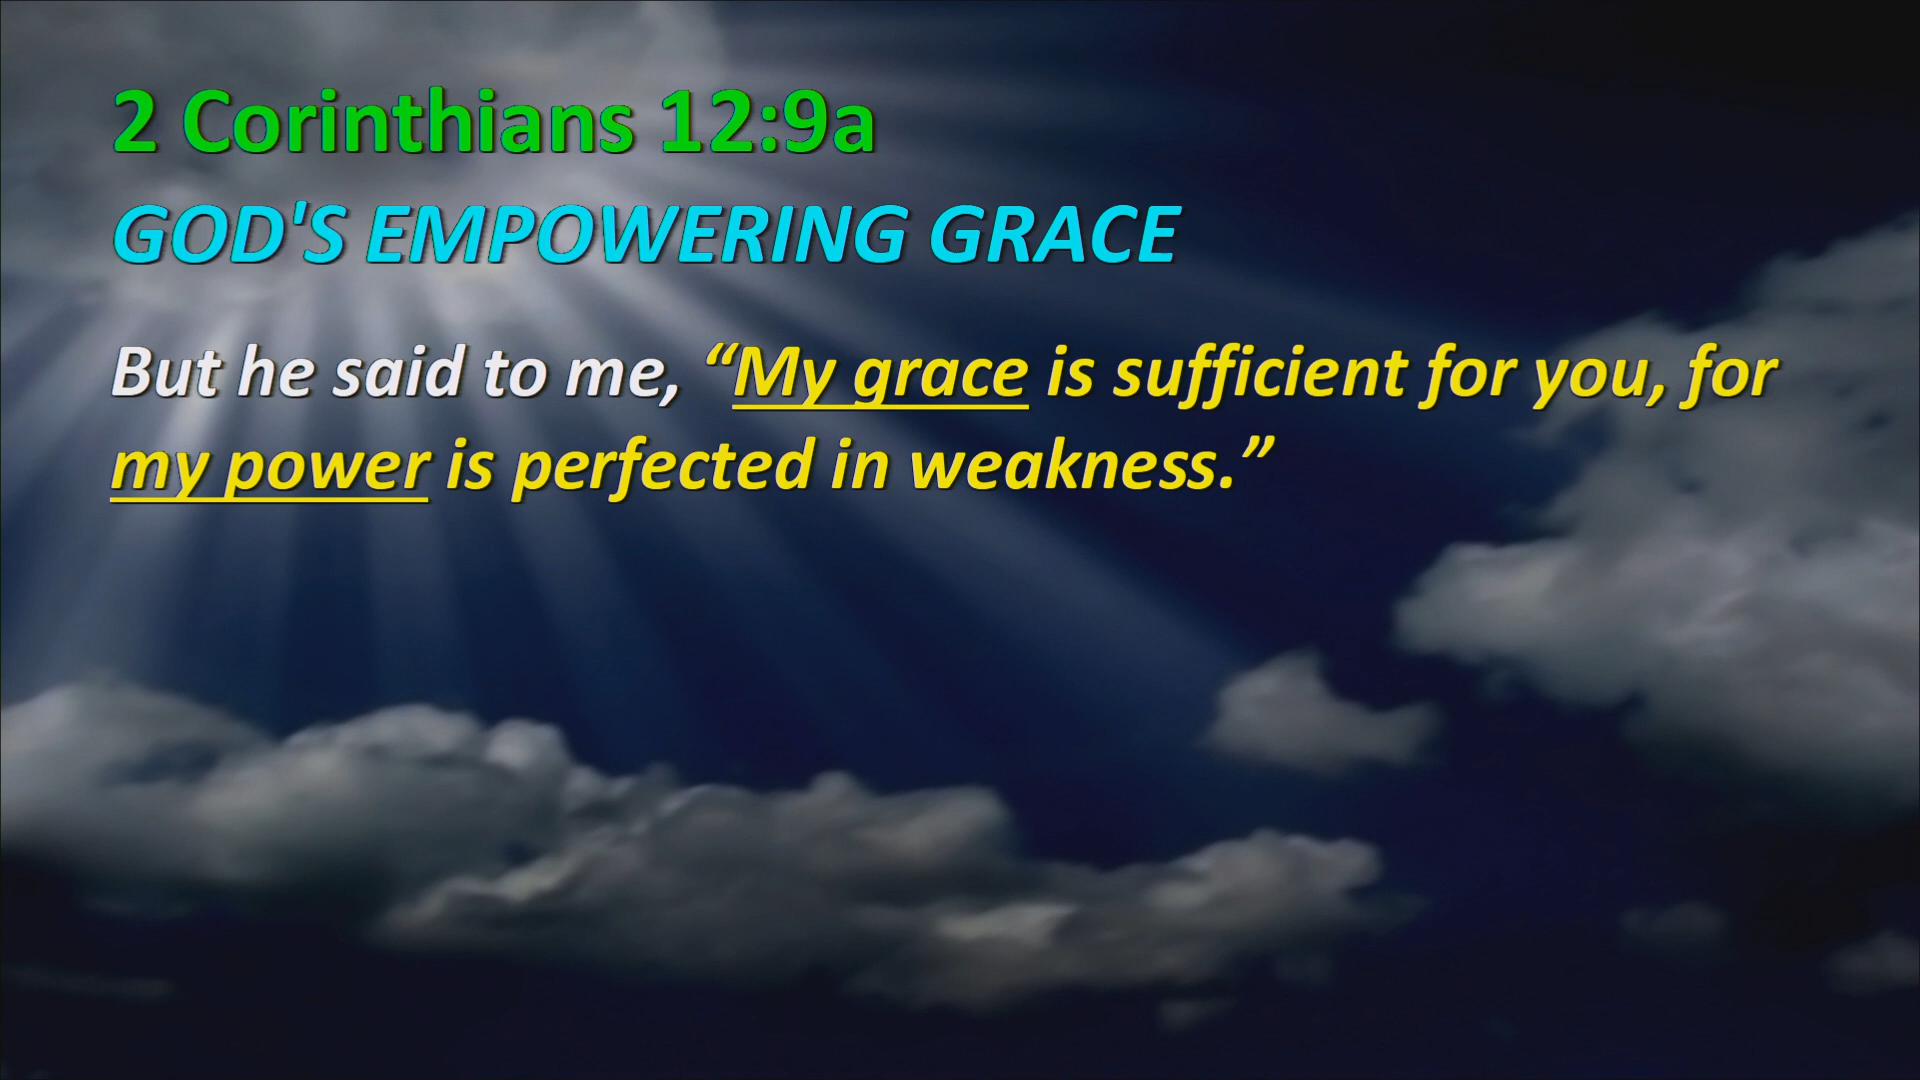 2 Corinthians 12:9a
GOD'S EMPOWERING GRACE
But he said to me, “My grace is sufficient for you, for
my power is perfected in weakness.”